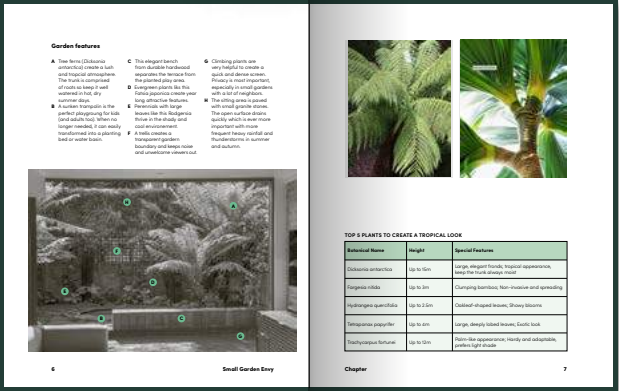 Garden features
A Tree ferns (Dicksonia
antarctica) create a lush
and tropical atmosphere.
The trunk is comprised
of roots so keep it well
watered in hot, dry
summer days.
B A sunken trampolin is the
perfect playgroung for kids
(and adults too). When no
longer needed, it can easily
transformed into a planting
bed or water basin.
C This elegant bench
from durable hardwood
separates the terrace from
the planted play area.
D Evergreen plants like this
Fatsia japonica create year
long attractive features.
E Perennials with large
leaves like this Rodgersia
thrive in the shady and
cool environment.
F A trellis creates a
transparent garden
boundary and keeps noise
and unwelcome viewers out
G Climbing plants are
very helpful to create a
quick and dense screen.
Privacy is most important,
especially in small gardens
with a lot of neighbors.
H The sitting area is paved
with small granite stones.
The open surface drains
quickly which is ever more
important with more
frequent heavy rainfall and
thunderstorms in summer
and autumn.
H
A
F
D
E
B
C
G
6
Small Garden Envy
TOP 5 PLANTS TO CREATE A TROPICAL LOOK
Botanical Name Height Special Features
Dicksonia antarctica Up to 15m Large, elegant fronds; tropical appearance,
keep the trunk always moist
Fargesia nitida Up to 3m Clumping bamboo; Non-invasive and spreading
Hydrangea quercifolia Up to 2.5m Oakleaf-shaped leaves; Showy blooms
Tetrapanax papyrifer Up to 4m Large, deeply lobed leaves; Exotic look
Trachycarpus fortunei Up to 12m Palm-like appearance; Hardy and adaptable,
prefers light shade
Chapter
7